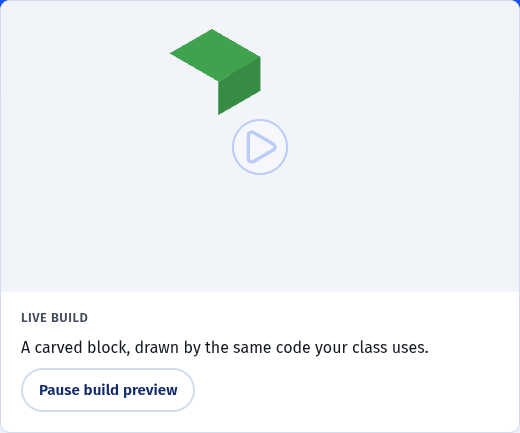 LIVE BUILD
A carved block, drawn by the same code your class uses.
Pause build preview